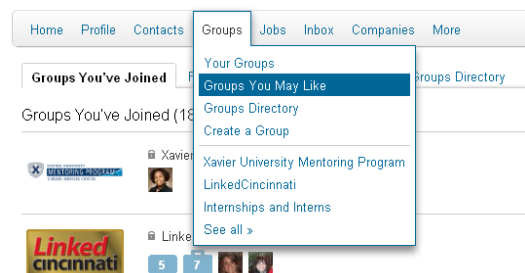 Home Profile Contacts Groups Jobs Inbox Companies More
Your Groups
Groups You May Like
Groups Directory
Create a Group
Xavier University Mentoring Program
LinkedCincinnati
Internships and Interns
See all »
Groups You've Joined
Groups Directory
Groups You've Joined (18
Xavier
MENTORING PROGRAM
Linke
Linked
cincinnati
5 7